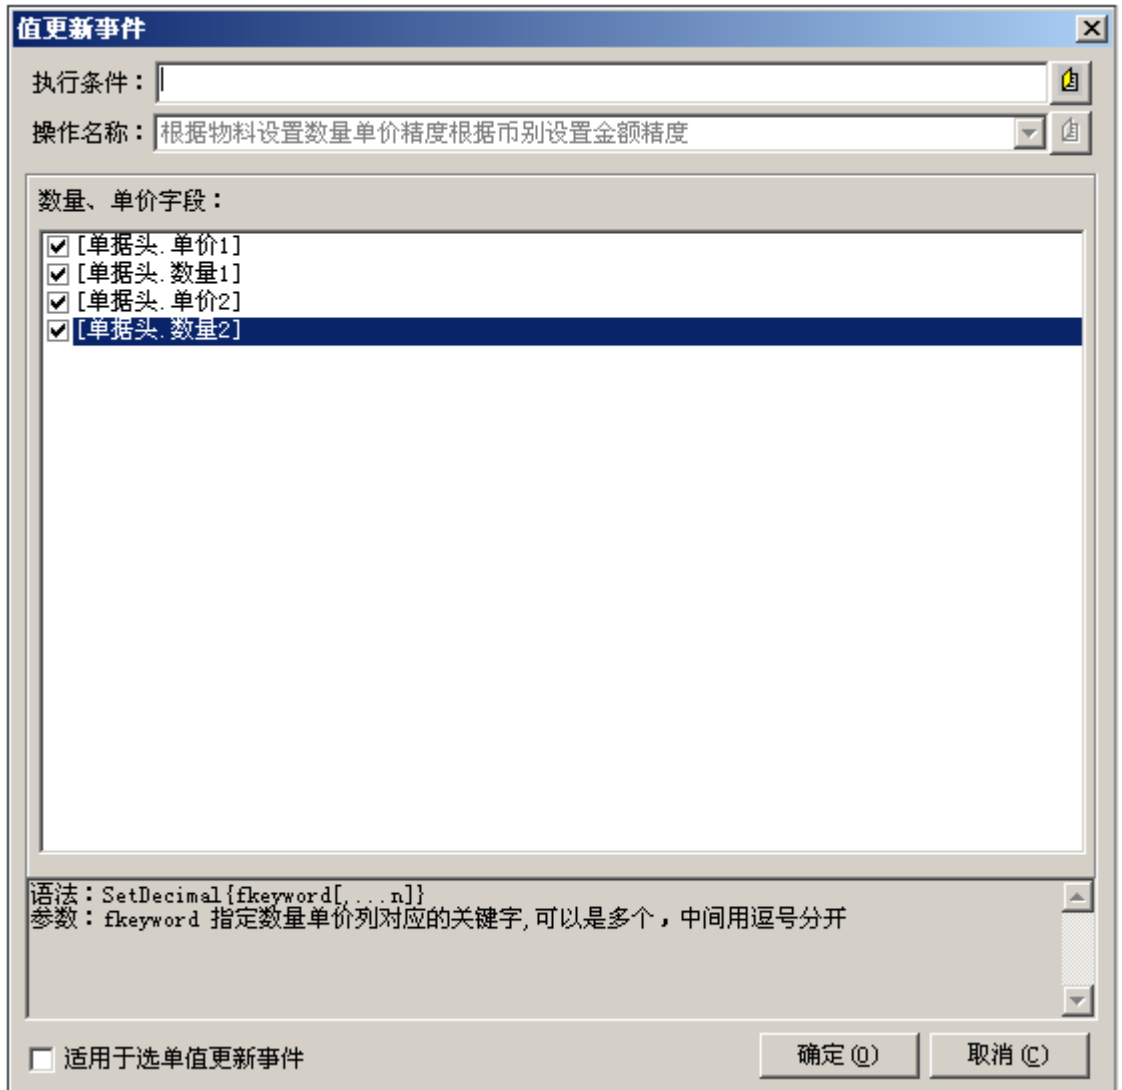 值更新事件
执行条件：
操作名称：根据物料设置数量单价精度根据币别设置金额精度
数量、单价字段：
[单据头.单价1]
[单据头.数量1]
[单据头.单价2]
[单据头.数量2]
语法：SetDecimal{fkeyword[,...n]}
参数：fkeyword 指定数量单价列对应的关键字,可以是多个，中间用逗号分开
适用于选单值更新事件
确定(O)
取消(C)